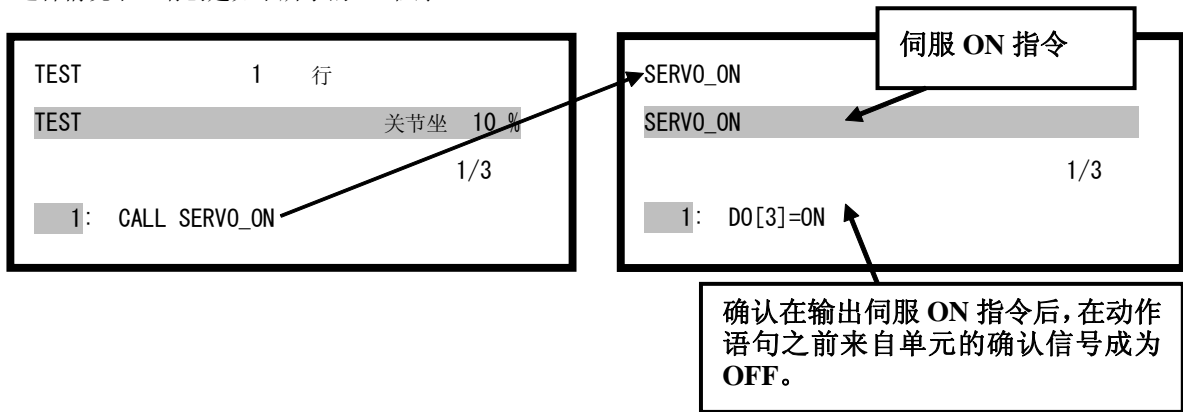 TEST 1 行
TEST 关节坐 10 %
1/3
1: CALL SERVO_ON
伺服 ON 指令
SERVO_ON
SERVO_ON
1/3
1: DO[3]=ON
确认在输出伺服 ON 指令后，在动作
语句之前来自单元的确认信号成为
OFF。